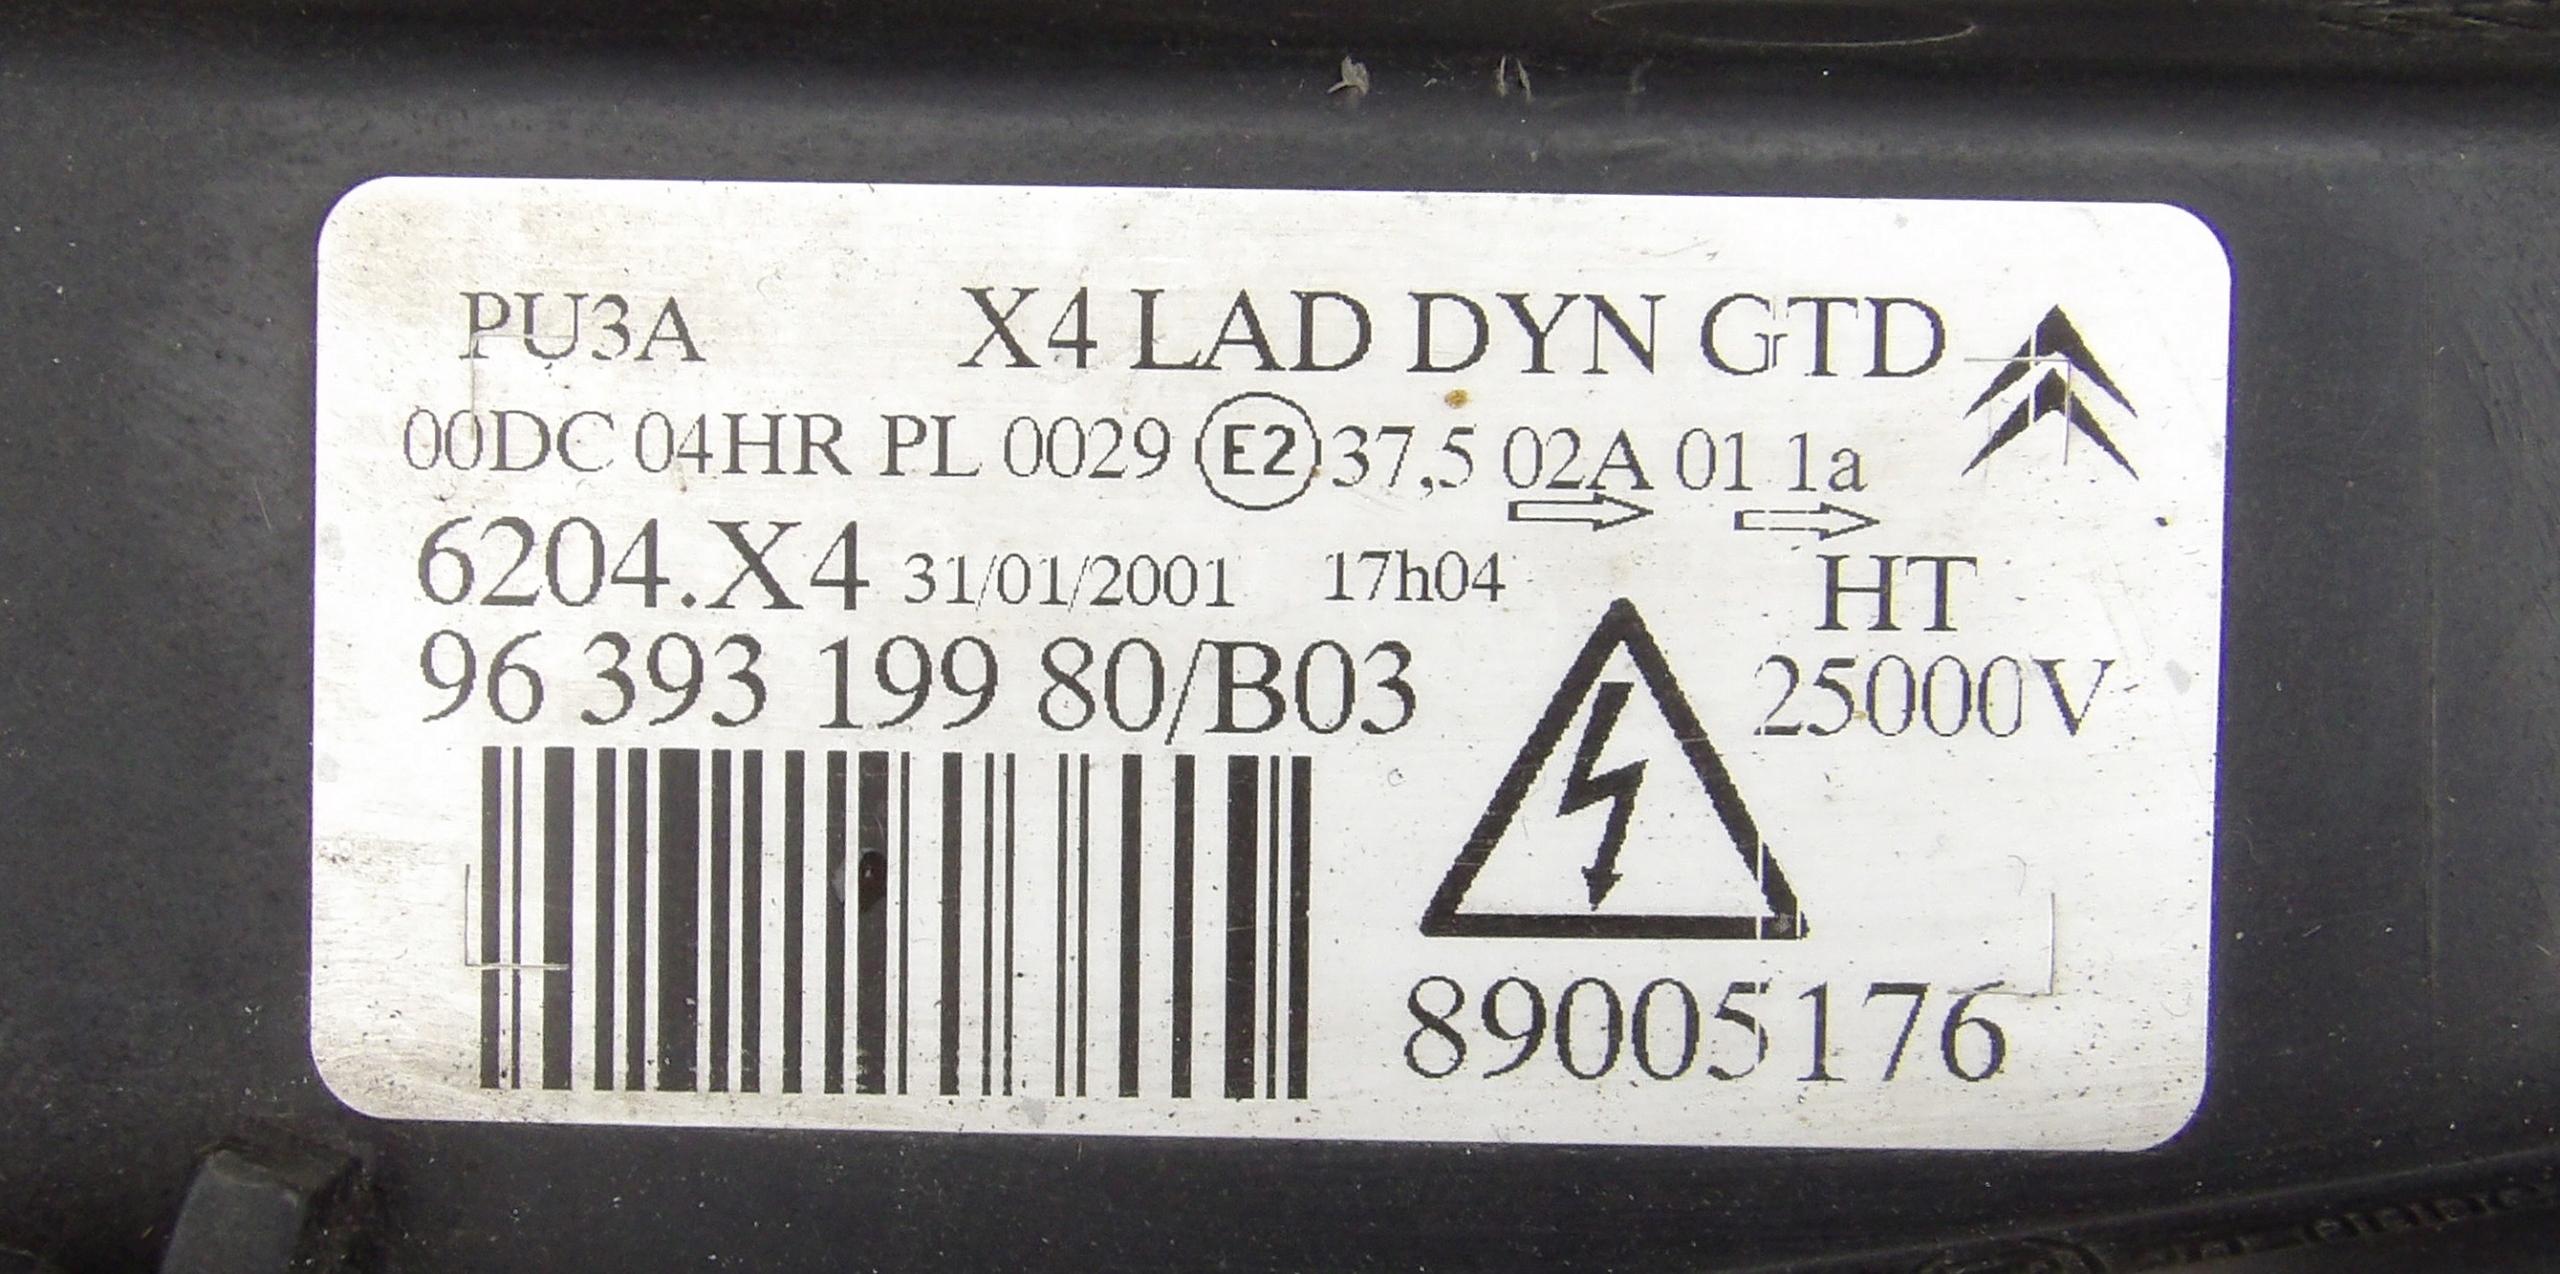 PU3A X4 LAD DYN GTD
00DC 04HR PL 0029 E2 37,5 02A 01 1a
6204.X4 31/01/2001 17h04 HT
96 393 199 80/B03 25000V
89005176